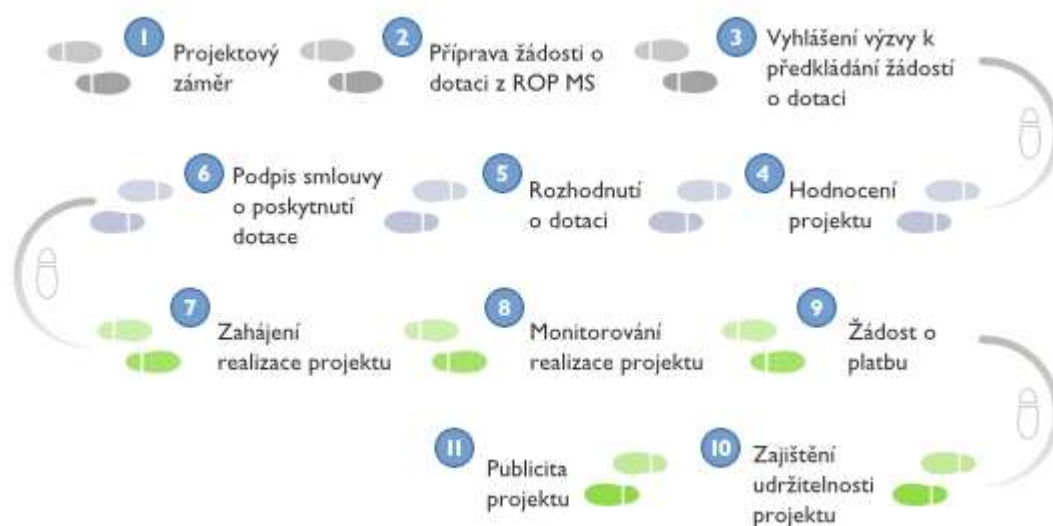 1
Projektový
záměr
2
Příprava žádosti o
dotaci z ROP MS
3
Vyhlášení výzvy k
předkládání žádostí
o dotaci
4
Hodnocení
projektu
5
Rozhodnutí
o dotaci
6
Podpis smlouvy
o poskytnutí
dotace
7
Zahájení
realizace projektu
8
Monitorování
realizace projektu
9
Žádost o
platbu
10
Zajištění
udržitelnosti
projektu
11
Publicita
projektu